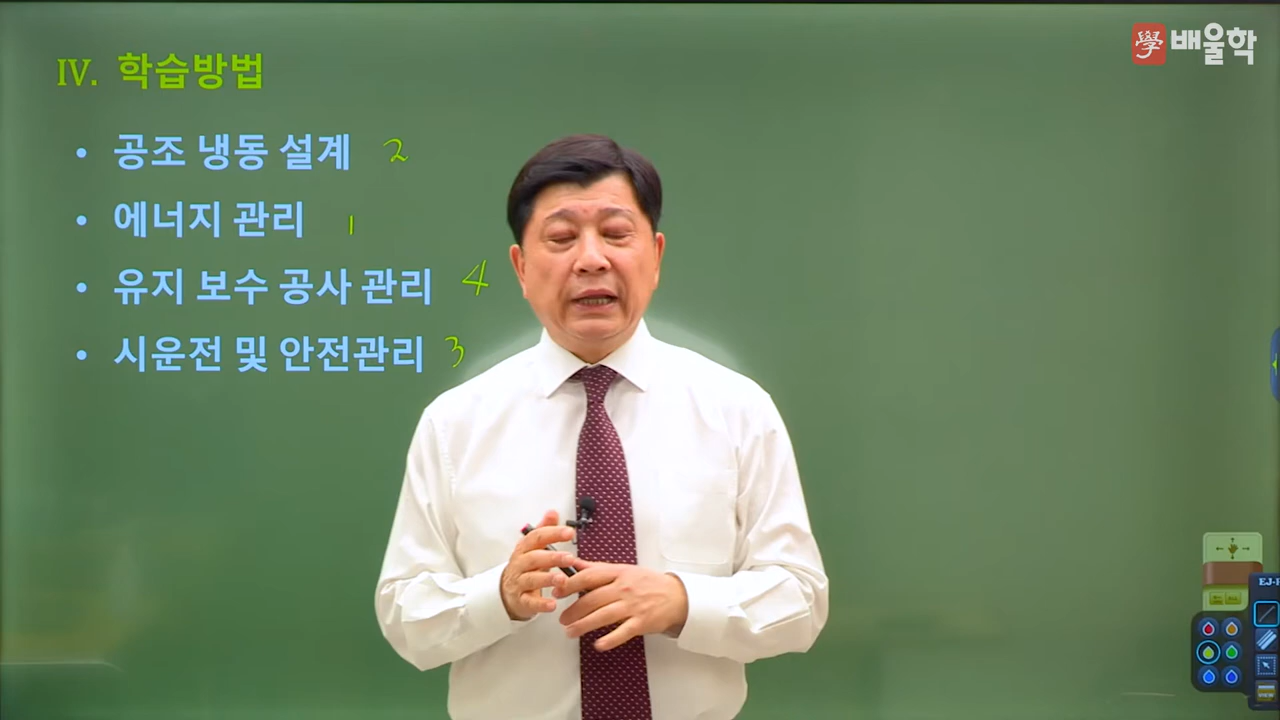 學 배울학
Ⅳ. 학습방법
• 공조 냉동 설계 2
• 에너지 관리 1
• 유지 보수 공사 관리 4
• 시운전 및 안전관리 3